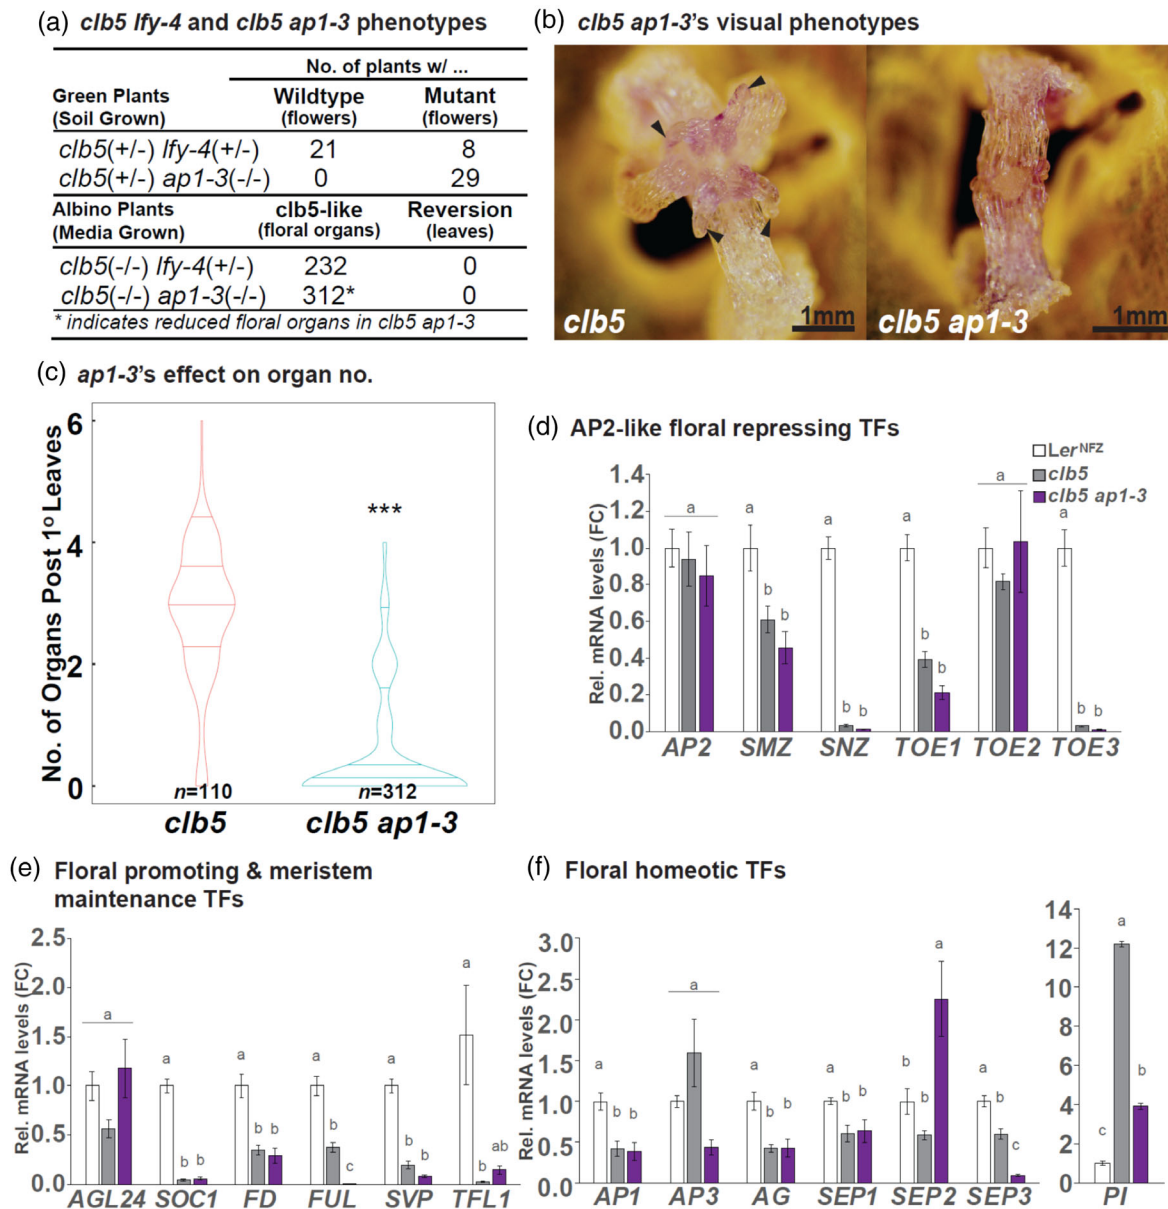 (a) clb5 lfy-4 and clb5 ap1-3 phenotypes
No. of plants w/ ...
Green Plants (Soil Grown) Wildtype (flowers) Mutant (flowers)
clb5(+/-) lfy-4(+/-) 21 8
clb5(+/-) ap1-3(-/-) 0 29
Albino Plants (Media Grown) clb5-like (floral organs) Reversion (leaves)
clb5(-/-) lfy-4(+/-) 232 0
clb5(-/-) ap1-3(-/-) 312* 0
* indicates reduced floral organs in clb5 ap1-3
(b) clb5 ap1-3's visual phenotypes
clb5 1mm
clb5 ap1-3 1mm
(c) ap1-3's effect on organ no.
No. of Organs Post 1º Leaves
6
4
2
0
***
n=110 n=312
clb5 clb5 ap1-3
(d) AP2-like floral repressing TFs
LerNFZ
clb5
clb5 ap1-3
Rel. mRNA levels (FC)
1.4
1.2
1.0
0.8
0.6
0.4
0.2
0.0
a a b b a b b a b b a a b b
AP2 SMZ SNZ TOE1 TOE2 TOE3
(e) Floral promoting & meristem
maintenance TFs
Rel. mRNA levels (FC)
2.5
2.0
1.5
1.0
0.5
0.0
a a b b a b b a b c a b b a b ab
AGL24 SOC1 FD FUL SVP TFL1
(f) Floral homeotic TFs
Rel. mRNA levels (FC)
3.0
2.5
2.0
1.5
1.0
0.5
0.0
a b b a a b b a b b b b a a b c
AP1 AP3 AG SEP1 SEP2 SEP3
14
12
10
8
6
4
2
0
c a b
PI